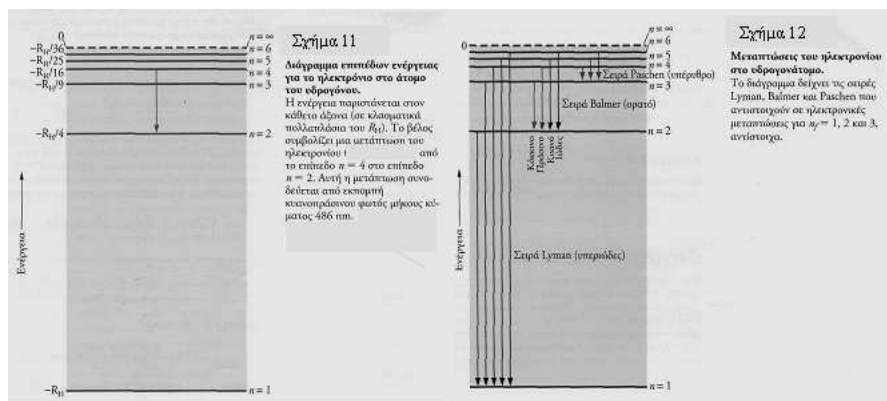 0
n = ∞
n = 6
–R_H/36
n = 5
–R_H/25
n = 4
–R_H/16
n = 3
–R_H/9
n = 2
–R_H/4
Ενέργεια
n = 1
–R_H
Σχήμα 11
Διάγραμμα επιπέδων ενέργειας
για το ηλεκτρόνιο στο άτομο
του υδρογόνου.
Η ενέργεια παριστάνεται στον
κάθετο άξονα (σε κλασματικά
πολλαπλάσια του R_H). Το βέλος
συμβολίζει μια μετάπτωση του
ηλεκτρονίου από
το επίπεδο n = 4 στο επίπεδο
n = 2. Αυτή η μετάπτωση συνο-
δεύεται από εκπομπή
κυανοπράσινου φωτός μήκους κύ-
ματος 486 nm.
0
n = ∞
n = 6
n = 5
n = 4
Σειρά Paschen (υπέρυθρο)
n = 3
Σειρά Balmer (ορατό)
n = 2
Κόκκινο
Πράσινο
Κυανό
Ιώδες
Ενέργεια
Σειρά Lyman (υπεριώδες)
n = 1
Σχήμα 12
Μεταπτώσεις του ηλεκτρονίου
στο υδρογονάτομο.
Το διάγραμμα δείχνει τις σειρές
Lyman, Balmer και Paschen που
αντιστοιχούν σε ηλεκτρονικές
μεταπτώσεις για n_f = 1, 2 και 3,
αντίστοιχα.